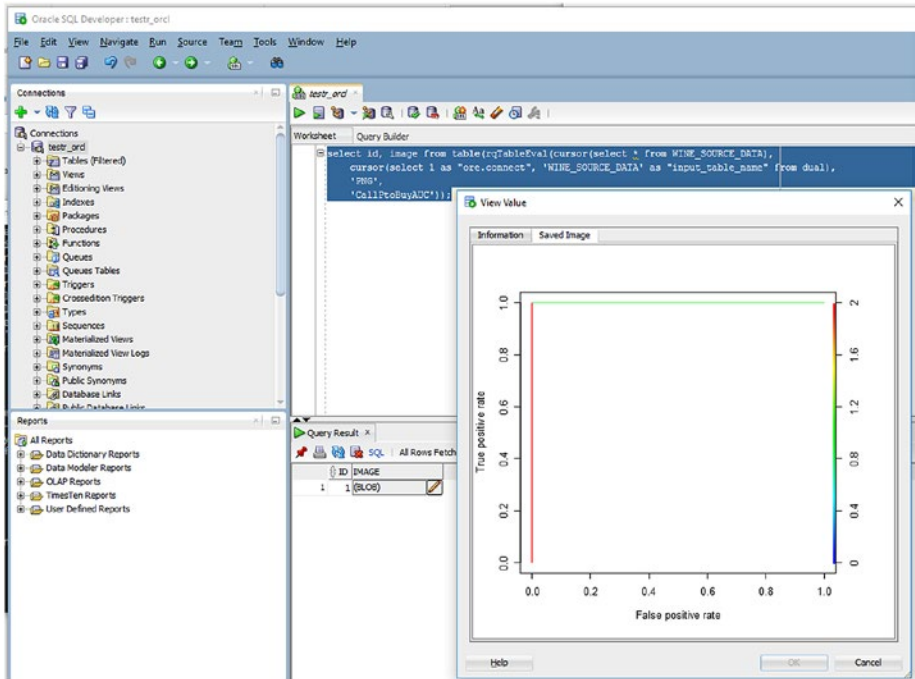 Oracle SQL Developer : testr_orcl
File Edit View Navigate Run Source Team Tools Window Help
Connections
Connections
testr_orcl
Tables (Filtered)
Views
Editioning Views
Indexes
Packages
Procedures
Functions
Queues
Queues Tables
Triggers
Crossedition Triggers
Types
Sequences
Materialized Views
Materialized View Logs
Synonyms
Public Synonyms
Database Links
Public Database Links
Reports
All Reports
Data Dictionary Reports
Data Modeler Reports
OLAP Reports
TimesTen Reports
User Defined Reports
testr_orcl
Worksheet Query Builder
select id, image from table(rqTableEval(cursor(select * from WINE_SOURCE_DATA),
cursor(select 1 as "ore.connect", 'WINE_SOURCE_DATA' as "input_table_name" from dual),
'PNG',
'CallPtoBuyAUC'));
Query Result
SQL | All Rows Fetch
ID IMAGE
1 1 (BLOB)
View Value
Information Saved Image
True positive rate
1.0
0.8
0.6
0.4
0.2
0.0
0.0 0.2 0.4 0.6 0.8 1.0
False positive rate
2
1.6
1.2
0.8
0.4
0
Help OK Cancel